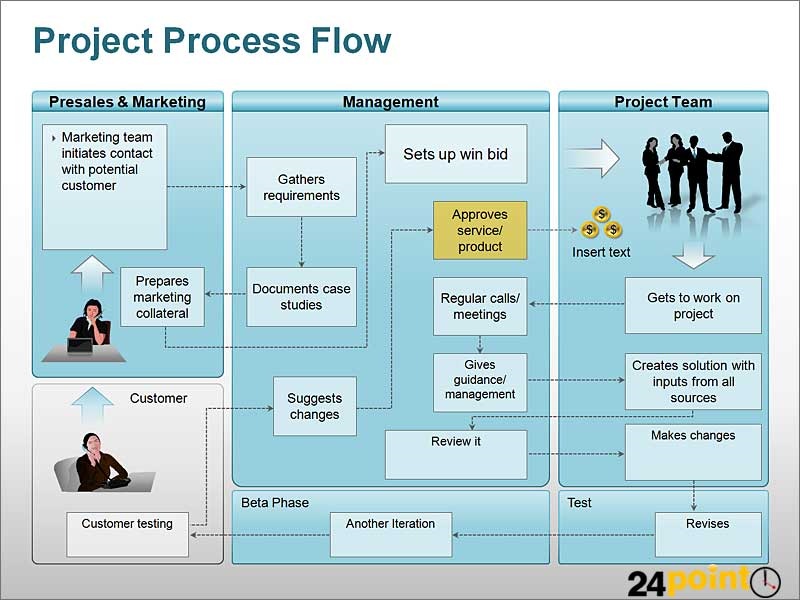 Project Process Flow
Presales & Marketing
Management
Project Team
Marketing team
initiates contact
with potential
customer
Gathers
requirements
Sets up win bid
Approves
service/
product
$
$ $
Insert text
Prepares
marketing
collateral
Documents case
studies
Regular calls/
meetings
Gets to work on
project
Gives
guidance/
management
Creates solution with
inputs from all
sources
Customer
Suggests
changes
Review it
Makes changes
Beta Phase
Test
Customer testing
Another Iteration
Revises
24point